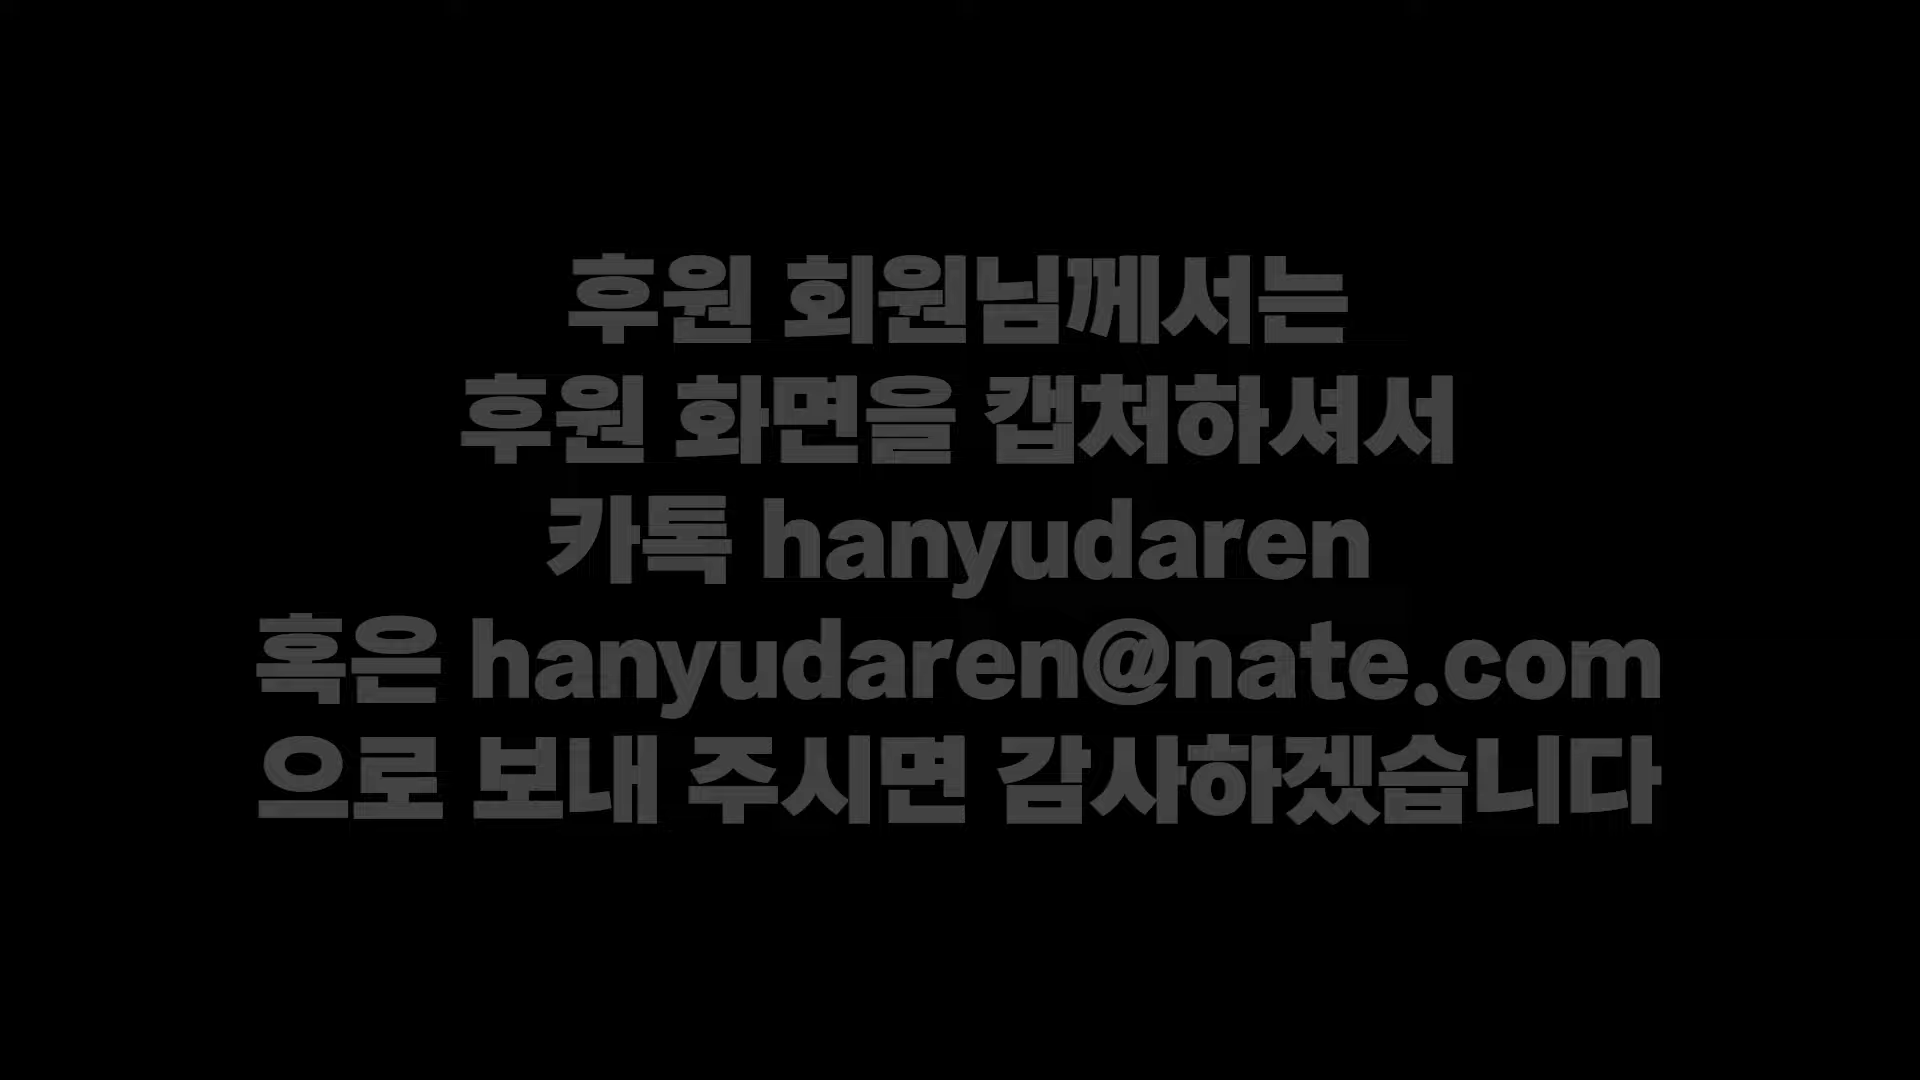 후원 회원님께서는
후원 화면을 캡처하셔서
카톡 hanyudaren
혹은 hanyudaren@nate.com
으로 보내 주시면 감사하겠습니다